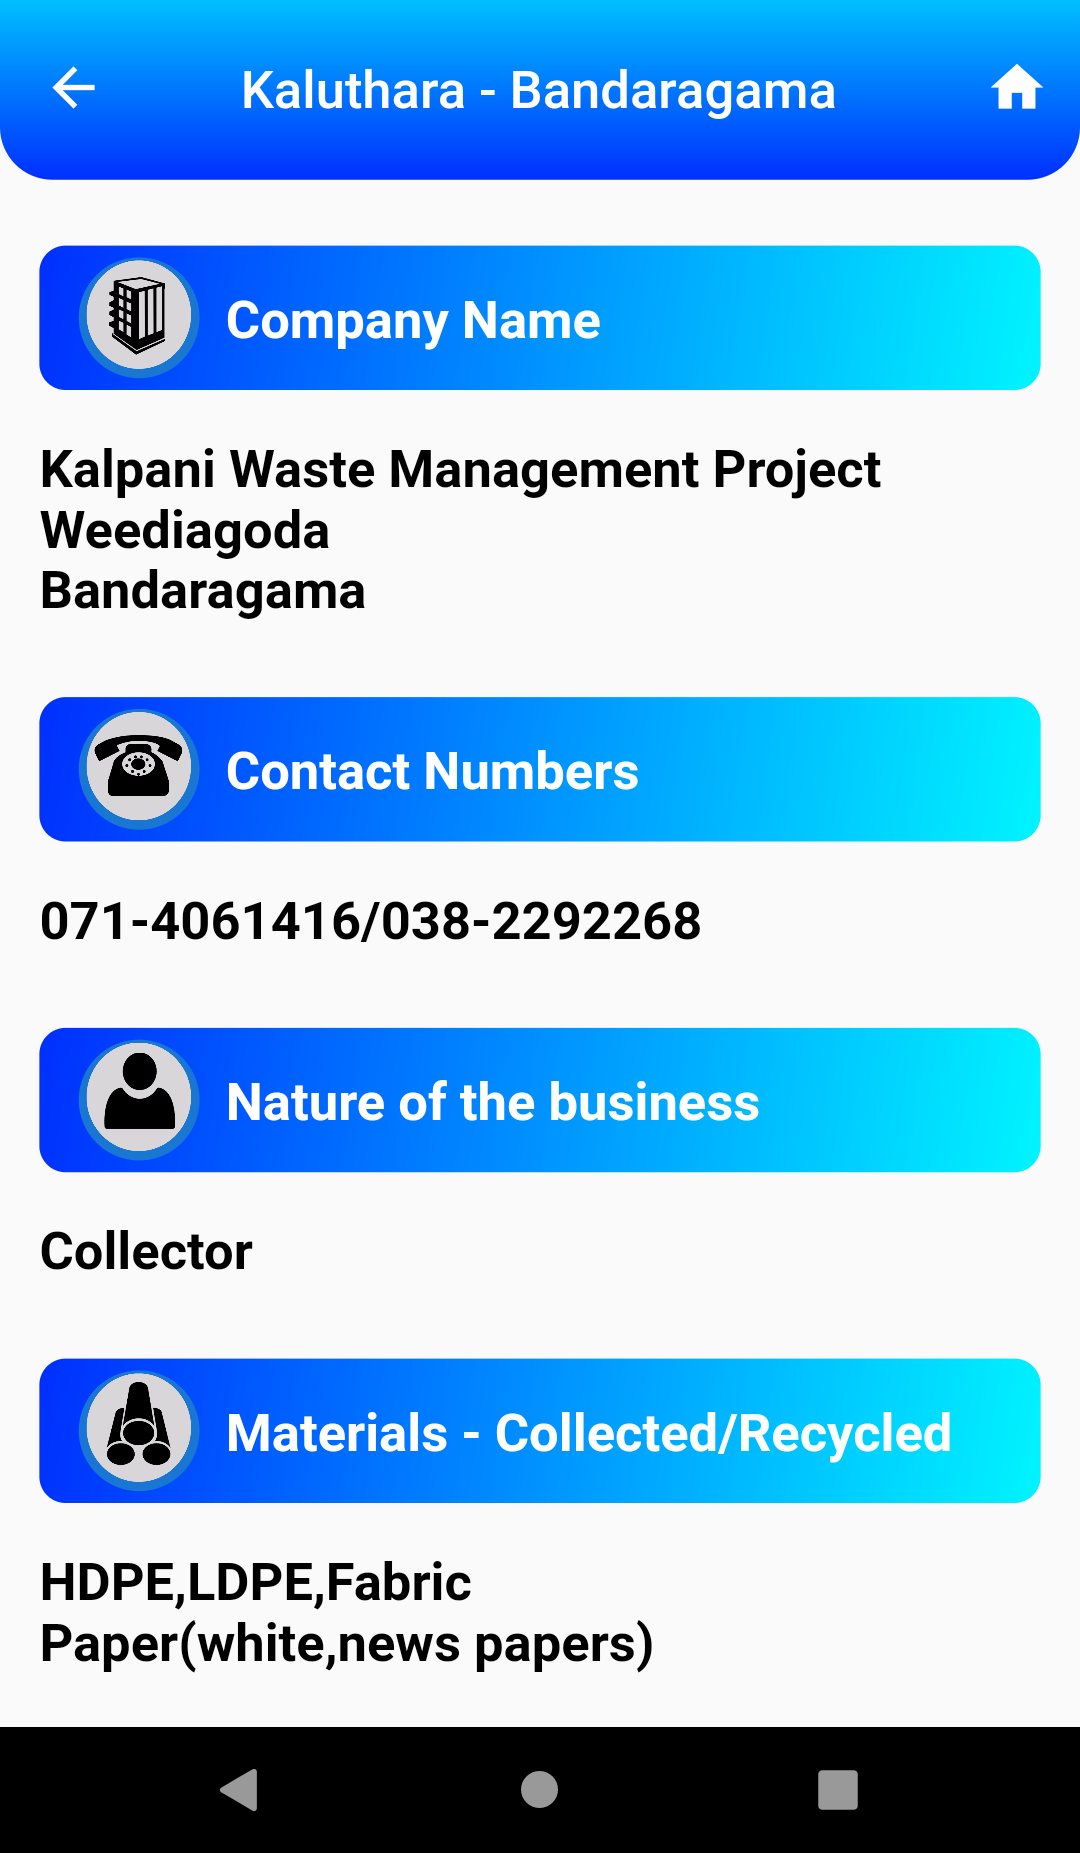 Kaluthara - Bandaragama
Company Name
Kalpani Waste Management Project
Weediagoda
Bandaragama
Contact Numbers
071-4061416/038-2292268
Nature of the business
Collector
Materials - Collected/Recycled
HDPE,LDPE,Fabric
Paper(white,news papers)